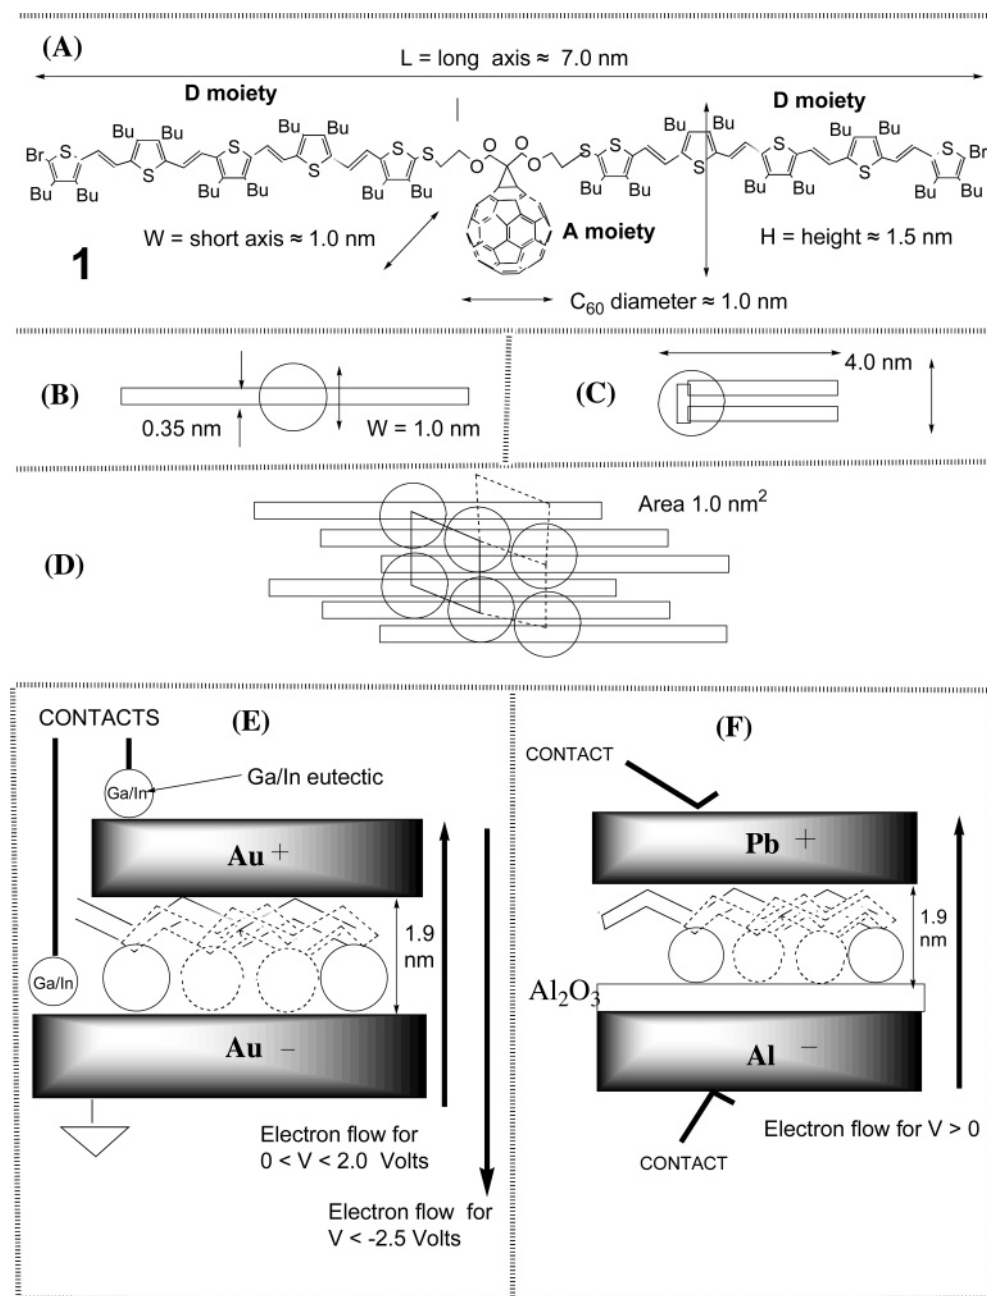 (A)
L = long axis ≈ 7.0 nm
D moiety
D moiety
Bu Bu Bu Bu Bu Bu Bu Bu
Br S S S S S S O O S S S S S S Br
O O
Bu Bu Bu Bu Bu Bu Bu Bu Bu Bu Bu Bu
W = short axis ≈ 1.0 nm
A moiety
H = height ≈ 1.5 nm
1
C60 diameter ≈ 1.0 nm
(B)
0.35 nm
W = 1.0 nm
(C)
4.0 nm
(D)
Area 1.0 nm²
(E)
CONTACTS
Ga/In
Ga/In eutectic
Au +
1.9
nm
Ga/In
Au −
Electron flow for
0 < V < 2.0 Volts
Electron flow for
V < -2.5 Volts
(F)
CONTACT
Pb +
1.9
nm
Al2O3
Al −
Electron flow for V > 0
CONTACT